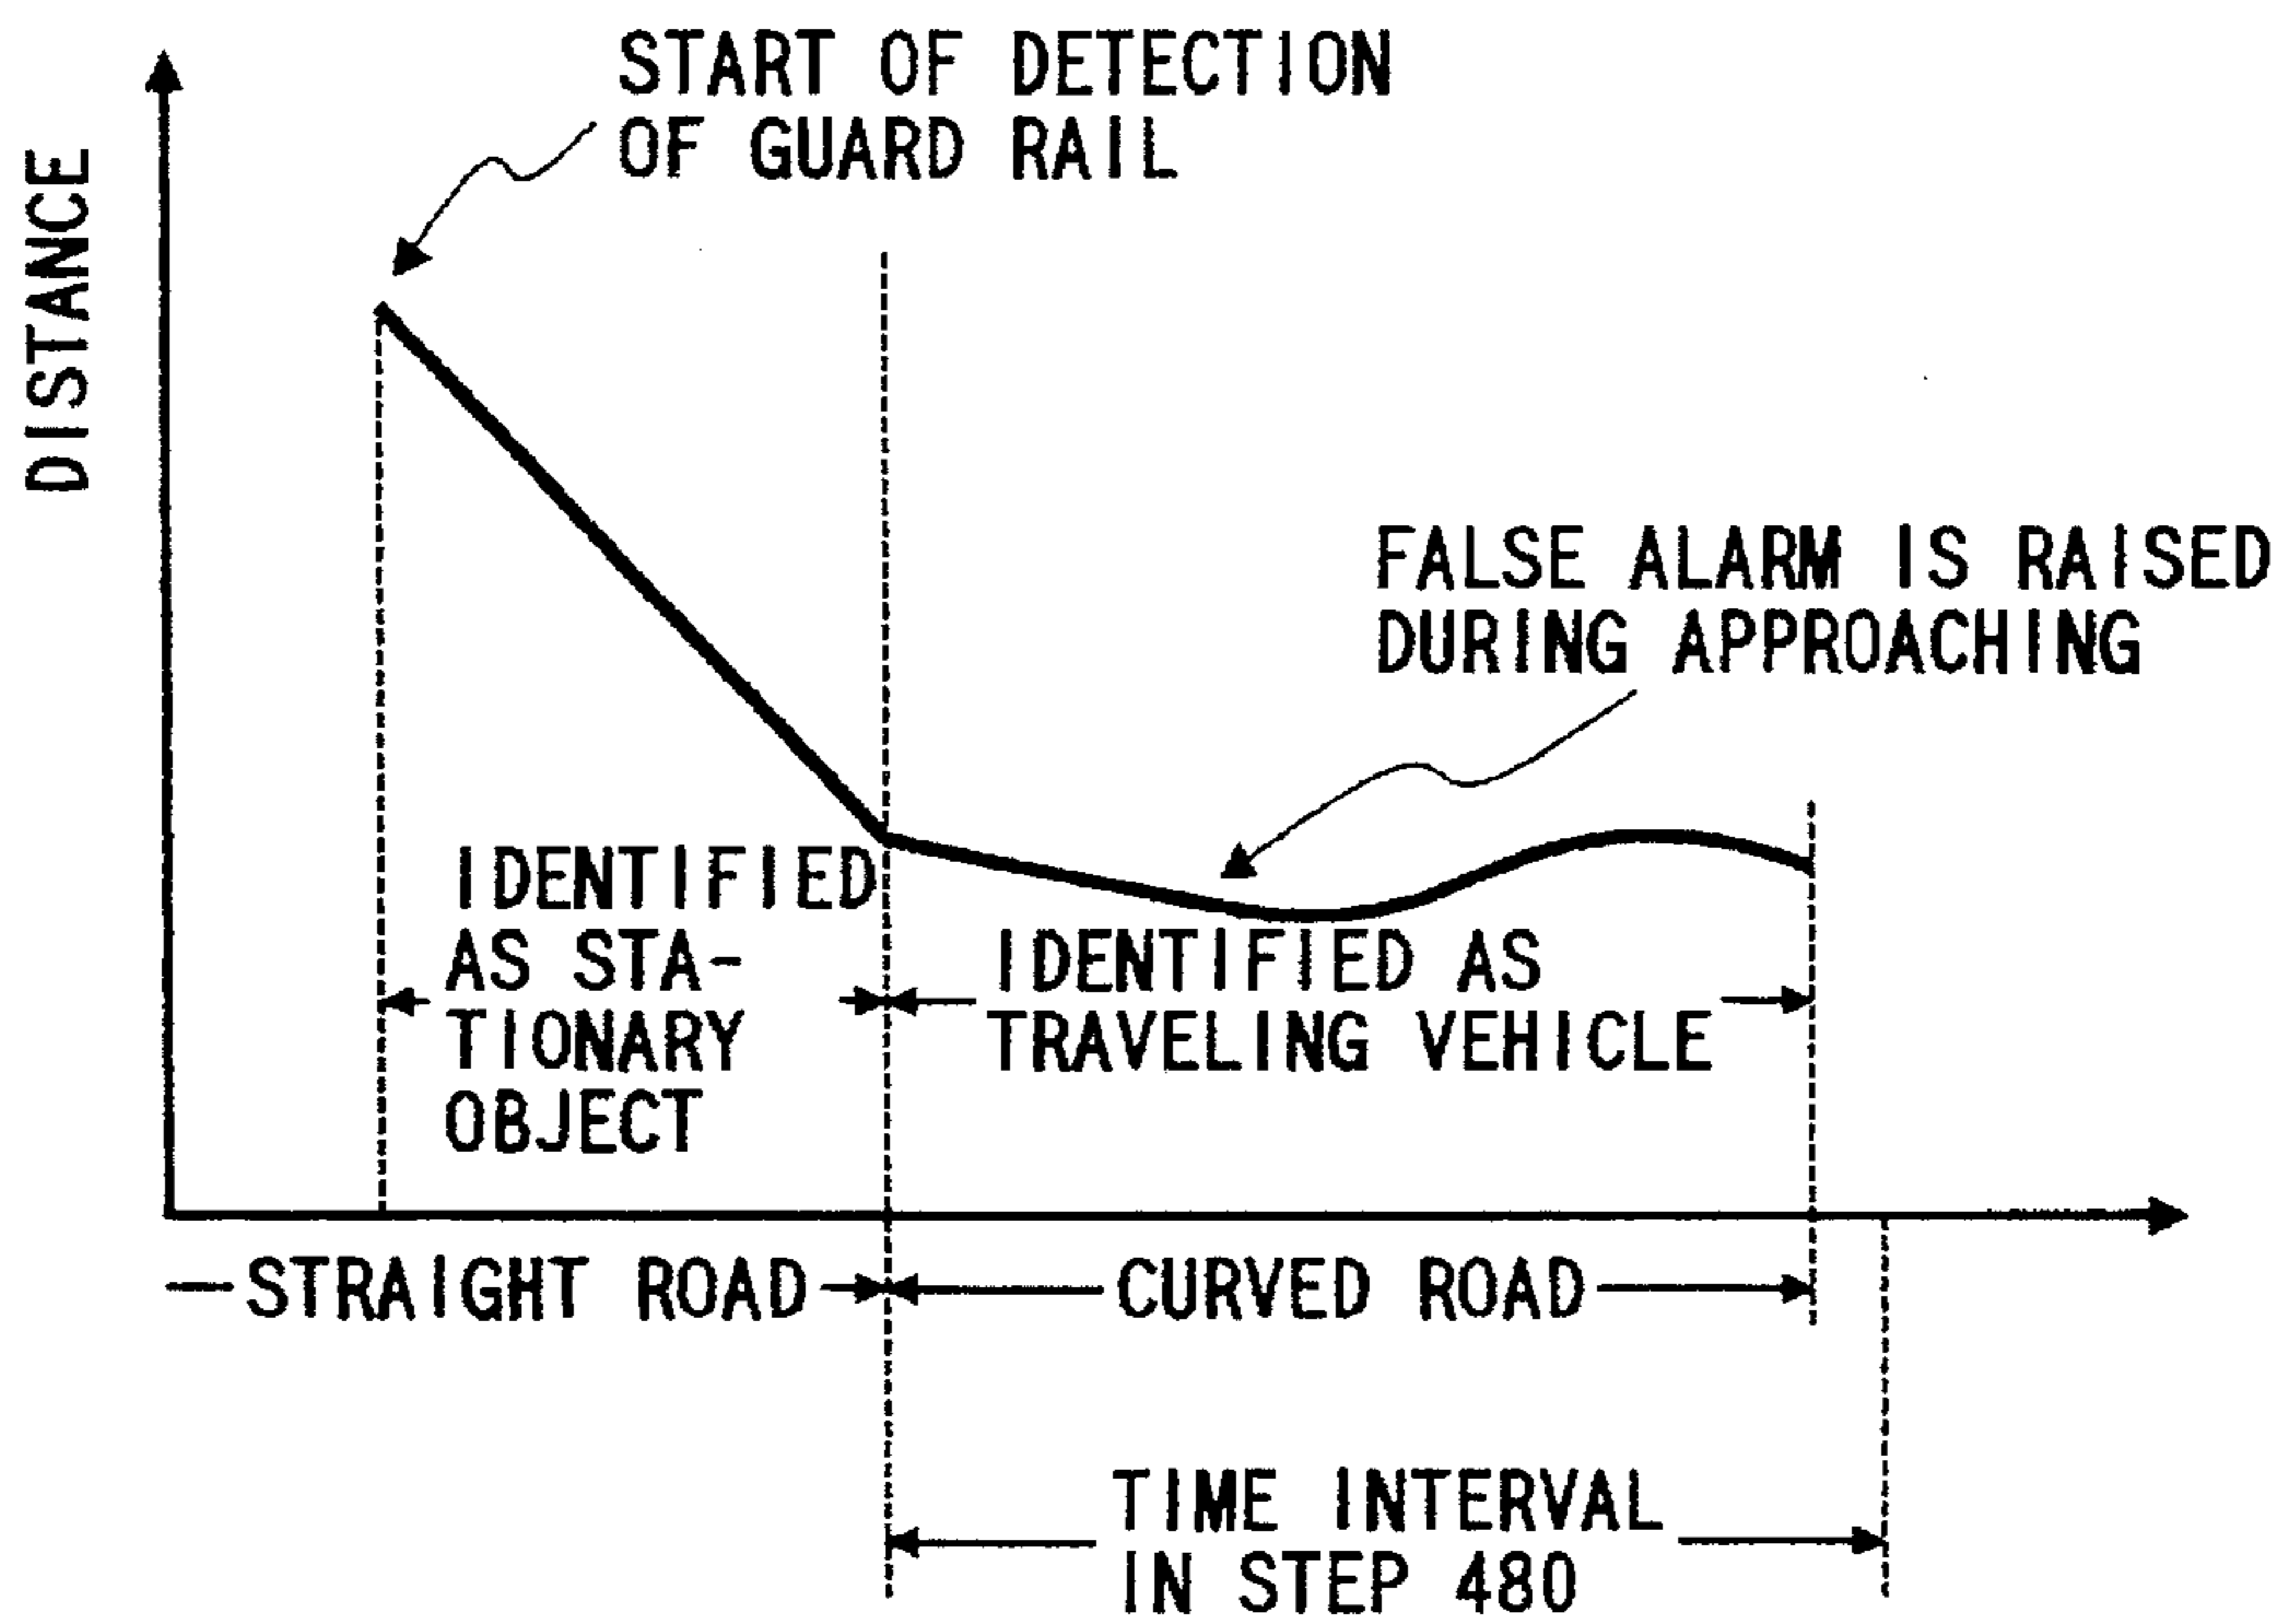 START OF DETECTION
OF GUARD RAIL
DISTANCE
FALSE ALARM IS RAISED
DURING APPROACHING
IDENTIFIED
AS STA-
TIONARY
OBJECT
IDENTIFIED AS
TRAVELING VEHICLE
STRAIGHT ROAD
CURVED ROAD
TIME INTERVAL
IN STEP 480